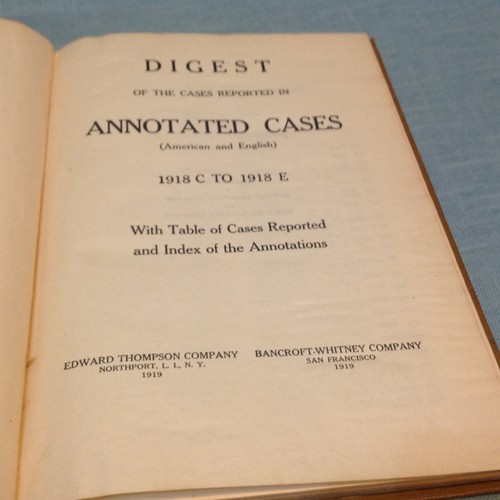 DIGEST
OF THE CASES REPORTED IN
ANNOTATED CASES
(American and English)
1918 C TO 1918 E
With Table of Cases Reported
and Index of the Annotations
EDWARD THOMPSON COMPANY
NORTHPORT, L. I., N. Y.
1919
BANCROFT-WHITNEY COMPANY
SAN FRANCISCO
1919